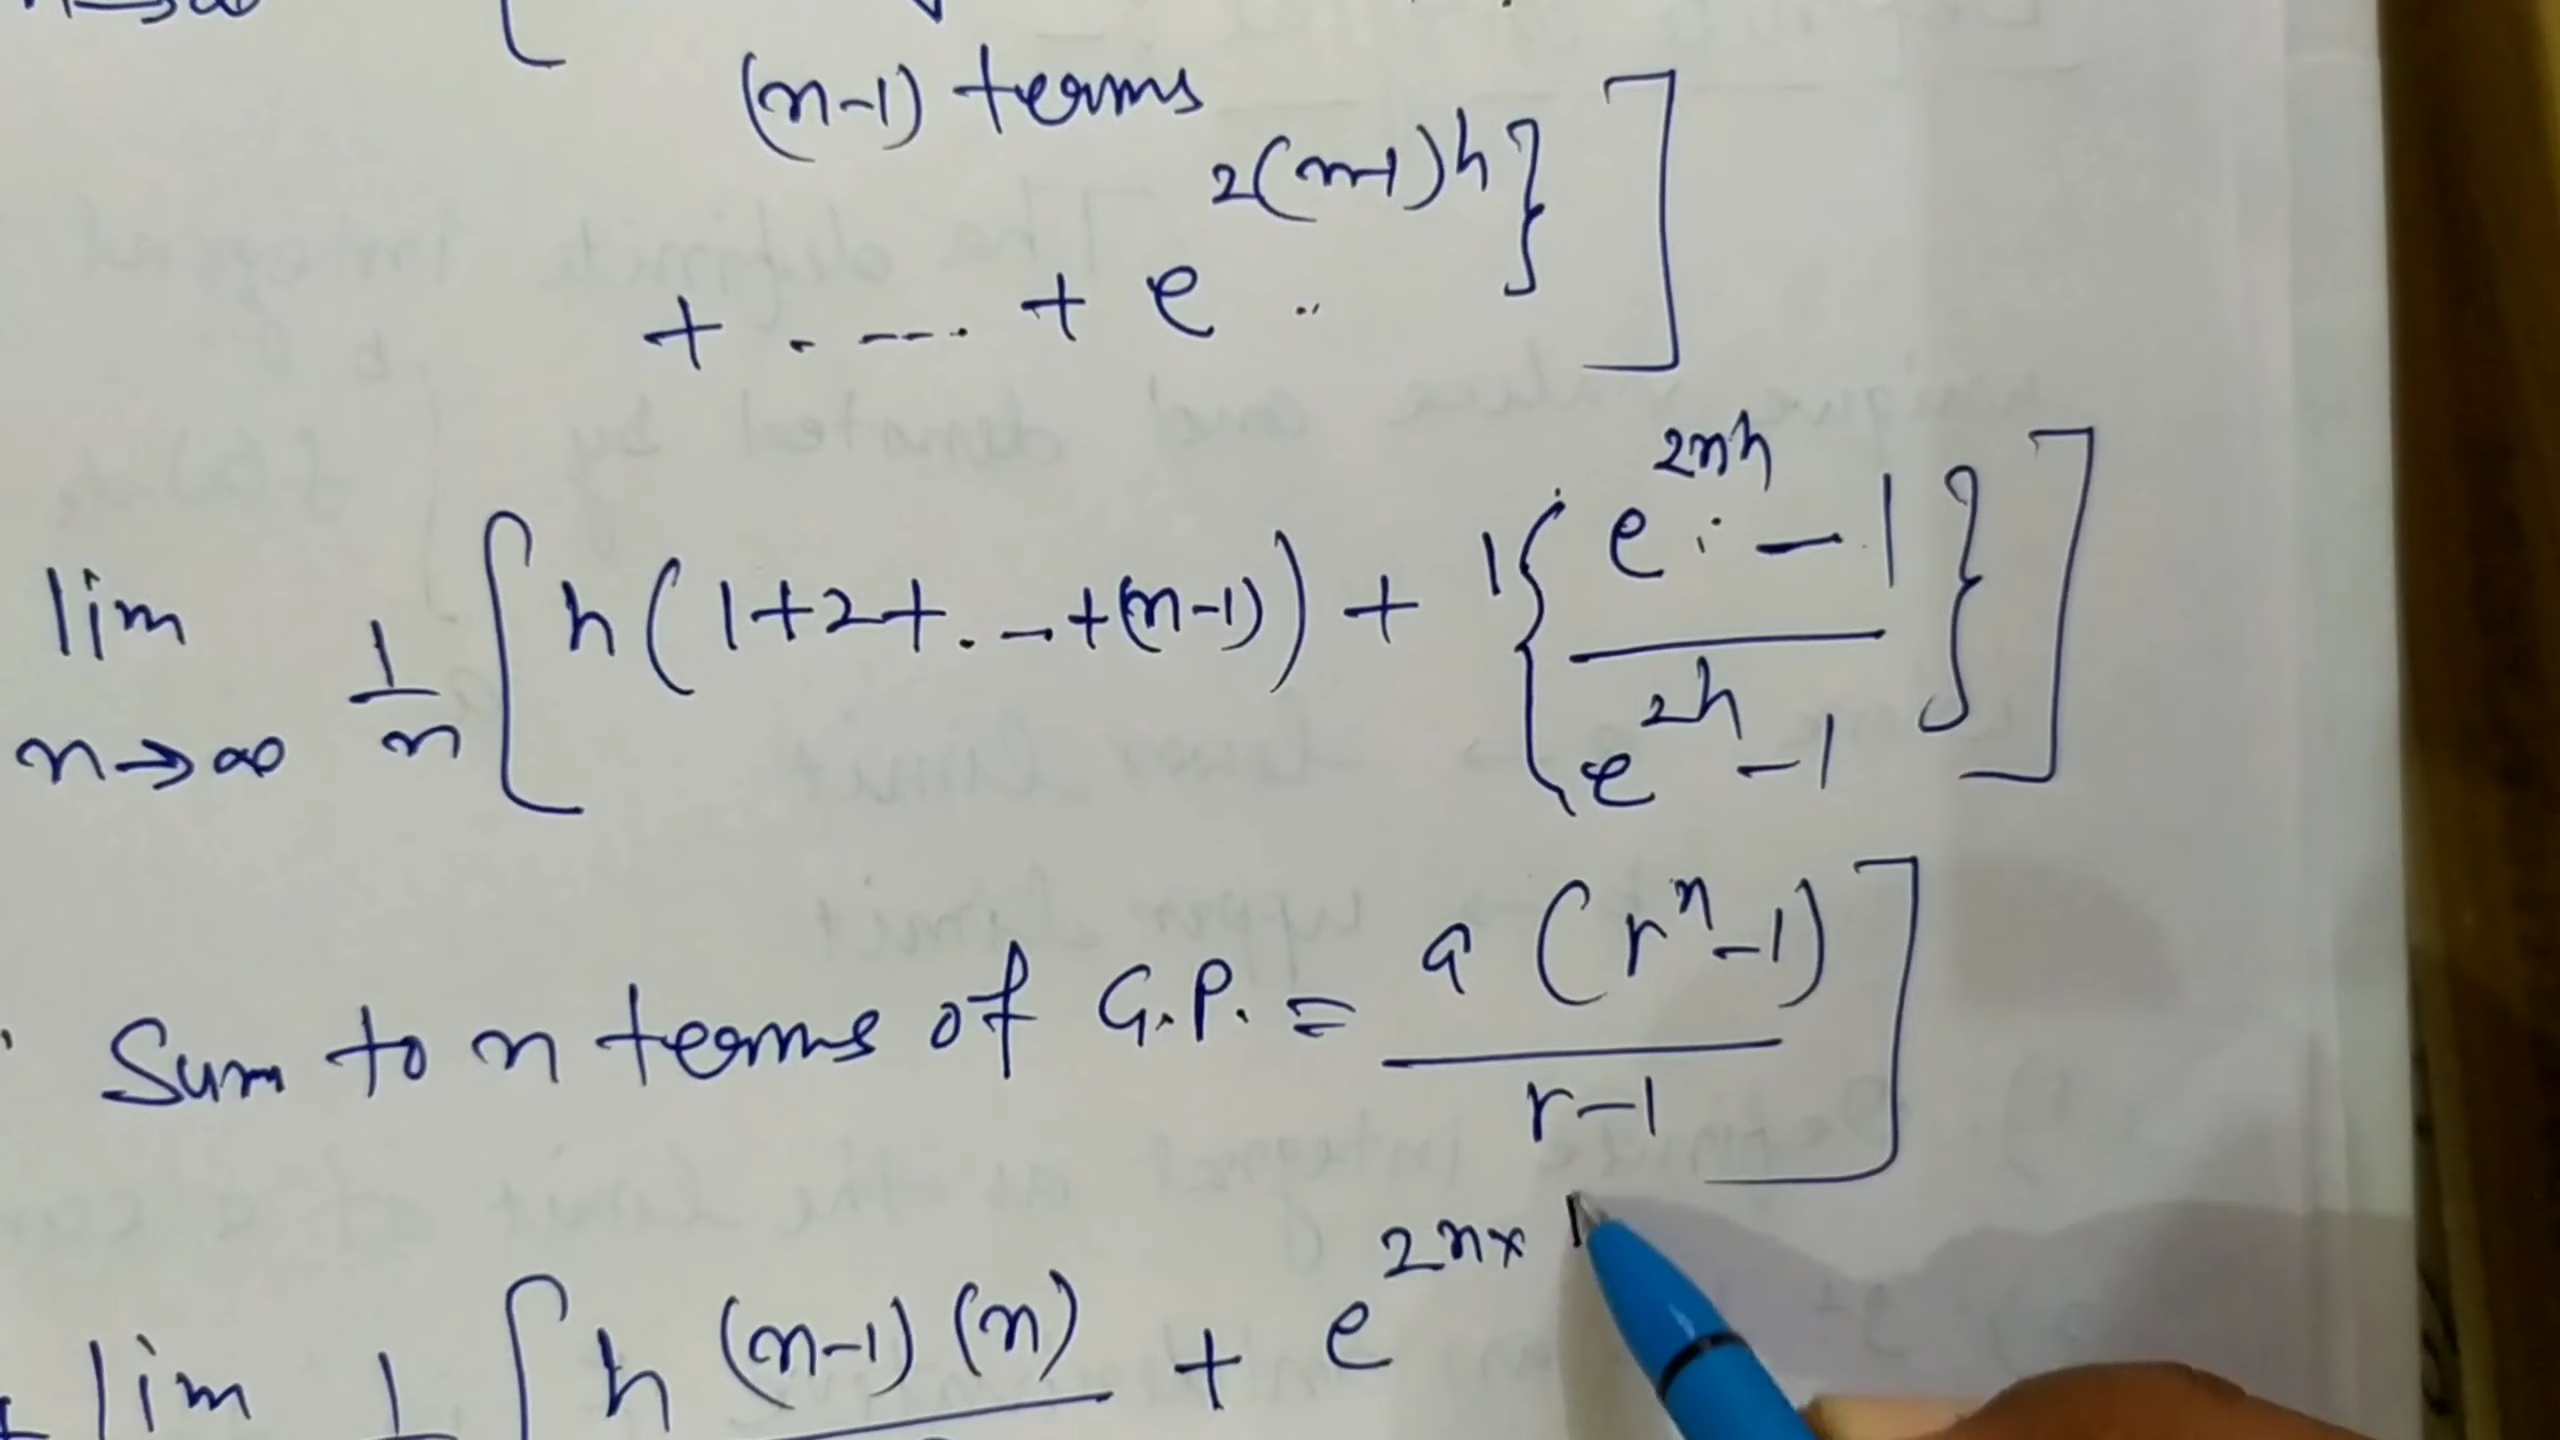 (n-1) terms
+ . --- . + e^{2(n-1)h} } ]
lim n→∞ 1/n [ h(1+2+. -- +(n-1)) + 1 { (e^{2nh} - 1) / (e^{2h} - 1) } ]
Sum to n terms of G.P. = a (r^n - 1) / (r-1) ]
lim 1 [ h (n-1) (n) + e^{2n×